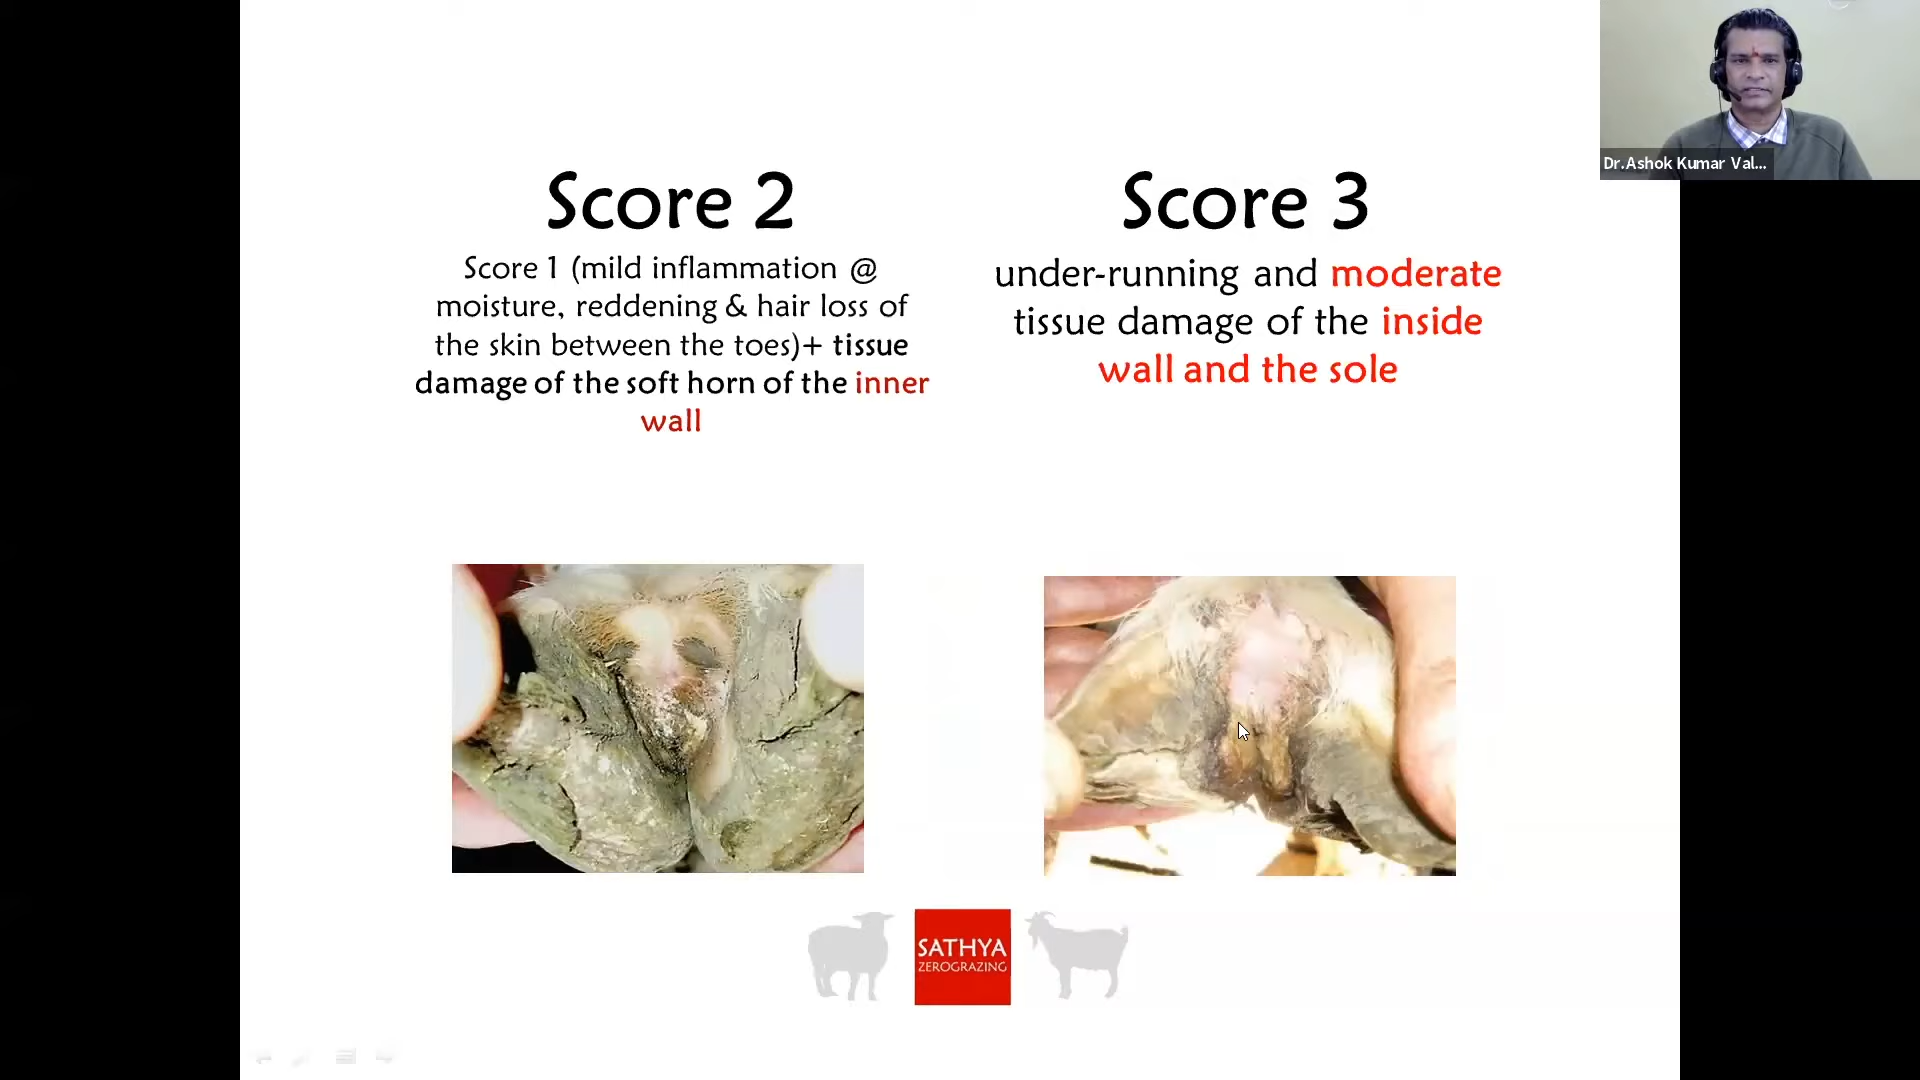 Score 2
Score 1 (mild inflammation @
moisture, reddening & hair loss of
the skin between the toes)+ tissue
damage of the soft horn of the inner
wall
Score 3
under-running and moderate
tissue damage of the inside
wall and the sole
SATHYA
ZEROGRAZING
Dr.Ashok Kumar Val...